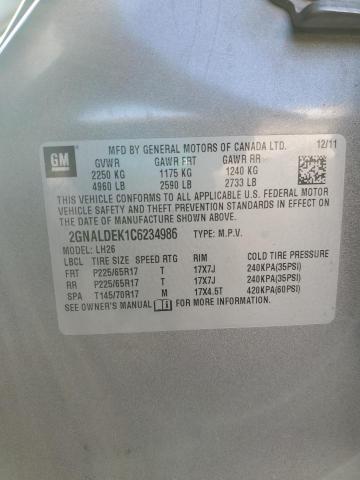 GM
MFD BY GENERAL MOTORS OF CANADA LTD. 12/11
GVWR GAWR FRT GAWR RR
2250 KG 1175 KG 1240 KG
4960 LB 2590 LB 2733 LB
THIS VEHICLE CONFORMS TO ALL APPLICABLE U.S. FEDERAL MOTOR
VEHICLE SAFETY AND THEFT PREVENTION STANDARDS IN EFFECT ON THE
DATE OF MANUFACTURE SHOWN ABOVE.
2GNALDEK1C6234986 TYPE: M.P.V.
MODEL: LH26
LBCL TIRE SIZE SPEED RTG RIM COLD TIRE PRESSURE
FRT P225/65R17 T 17X7J 240KPA(35PSI)
RR P225/65R17 T 17X7J 240KPA(35PSI)
SPA T145/70R17 M 17X4.5T 420KPA(60PSI)
SEE OWNER'S MANUAL FOR MORE INFORMATION.